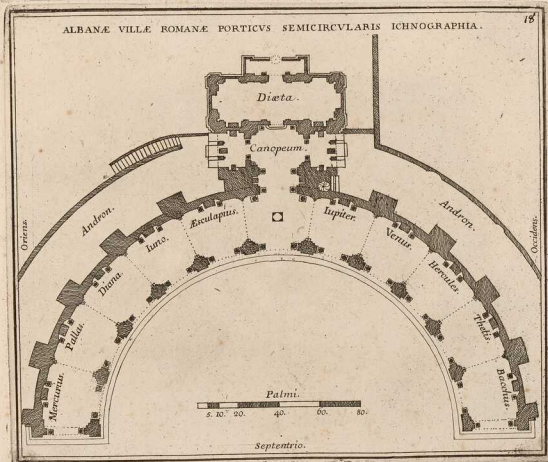 18
ALBANÆ VILLÆ ROMANÆ PORTICVS SEMICIRCVLARIS ICHNOGRAPHIA.
Diæta.
Canopeum.
Andron.
Andron.
Oriens.
Occidens.
Mercurius.
Pallas.
Diana.
Iuno.
Æsculapius.
Iupiter.
Venus.
Hercules.
Thetis.
Bacchus.
Palmi.
5. 10. 20. 40. 60. 80.
Septentrio.